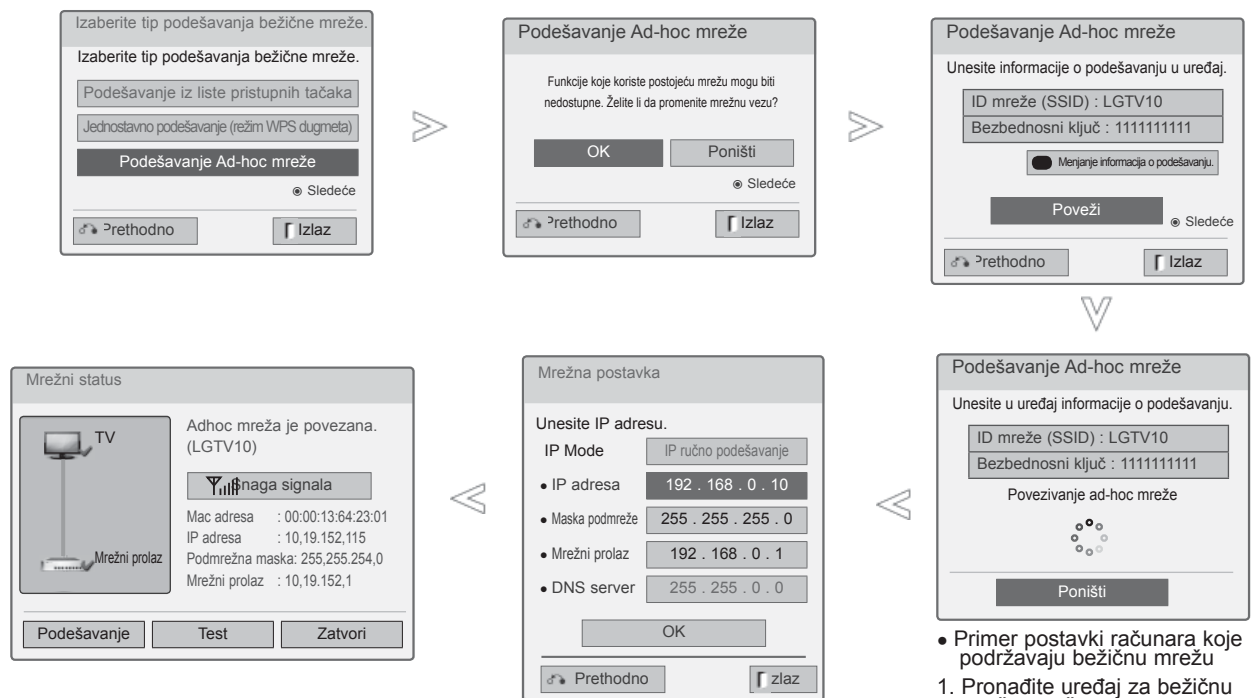 Izaberite tip podešavanja bežične mreže.
Izaberite tip podešavanja bežične mreže.
Podešavanje iz liste pristupnih tačaka
Jednostavno podešavanje (režim WPS dugmeta)
Podešavanje Ad-hoc mreže
Sledeće
Prethodno
Izlaz
Podešavanje Ad-hoc mreže
Funkcije koje koriste postojeću mrežu mogu biti
nedostupne. Želite li da promenite mrežnu vezu?
OK
Poništi
Sledeće
Prethodno
Izlaz
Podešavanje Ad-hoc mreže
Unesite informacije o podešavanju u uređaj.
ID mreže (SSID) : LGTV10
Bezbednosni ključ : 1111111111
Menjanje informacija o podešavanju.
Poveži
Sledeće
Prethodno
Izlaz
Podešavanje Ad-hoc mreže
Unesite u uređaj informacije o podešavanju.
ID mreže (SSID) : LGTV10
Bezbednosni ključ : 1111111111
Povezivanje ad-hoc mreže
Poništi
Mrežna postavka
Unesite IP adresu.
IP Mode IP ručno podešavanje
• IP adresa 192 . 168 . 0 . 10
• Maska podmreže 255 . 255 . 255 . 0
• Mrežni prolaz 192 . 168 . 0 . 1
• DNS server 255 . 255 . 0 . 0
OK
Prethodno
zlaz
Mrežni status
TV
Mrežni prolaz
Adhoc mreža je povezana.
(LGTV10)
Snaga signala
Mac adresa : 00:00:13:64:23:01
IP adresa : 10,19.152,115
Podmrežna maska: 255,255.254,0
Mrežni prolaz : 10,19.152,1
Podešavanje
Test
Zatvori
• Primer postavki računara koje
podržavaju bežičnu mrežu
1. Pronađite uređaj za bežičnu